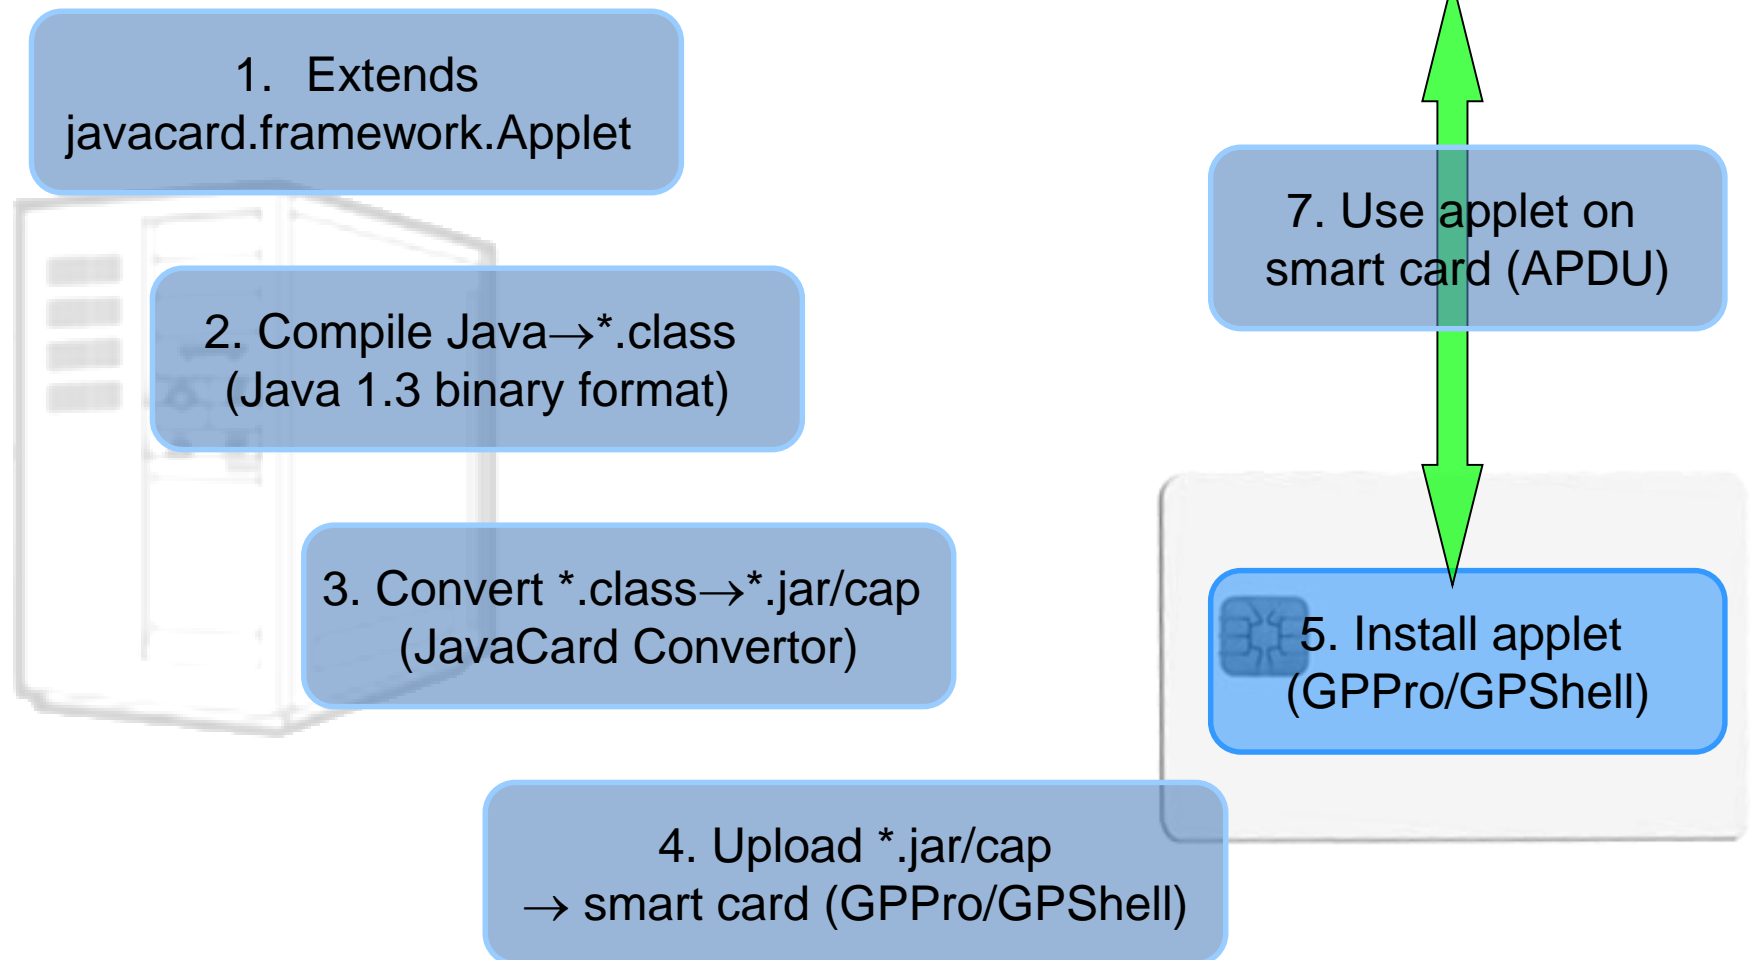 1. Extends
javacard.framework.Applet
2. Compile Java→*.class
(Java 1.3 binary format)
3. Convert *.class→*.jar/cap
(JavaCard Convertor)
4. Upload *.jar/cap
→ smart card (GPPro/GPShell)
5. Install applet
(GPPro/GPShell)
7. Use applet on
smart card (APDU)